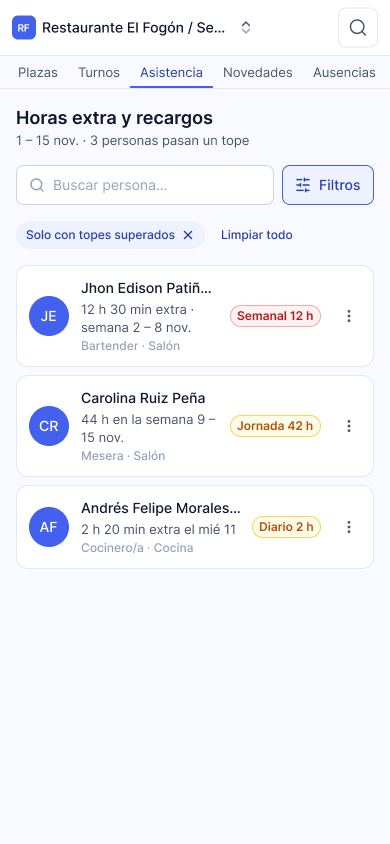 RF Restaurante El Fogón / Se...
Plazas Turnos Asistencia Novedades Ausencias
Horas extra y recargos
1 – 15 nov. · 3 personas pasan un tope
Buscar persona...
Filtros
Solo con topes superados
Limpiar todo
JE
Jhon Edison Patiñ...
12 h 30 min extra ·
semana 2 – 8 nov.
Bartender · Salón
Semanal 12 h
CR
Carolina Ruiz Peña
44 h en la semana 9 –
15 nov.
Mesera · Salón
Jornada 42 h
AF
Andrés Felipe Morales...
2 h 20 min extra el mié 11
Cocinero/a · Cocina
Diario 2 h